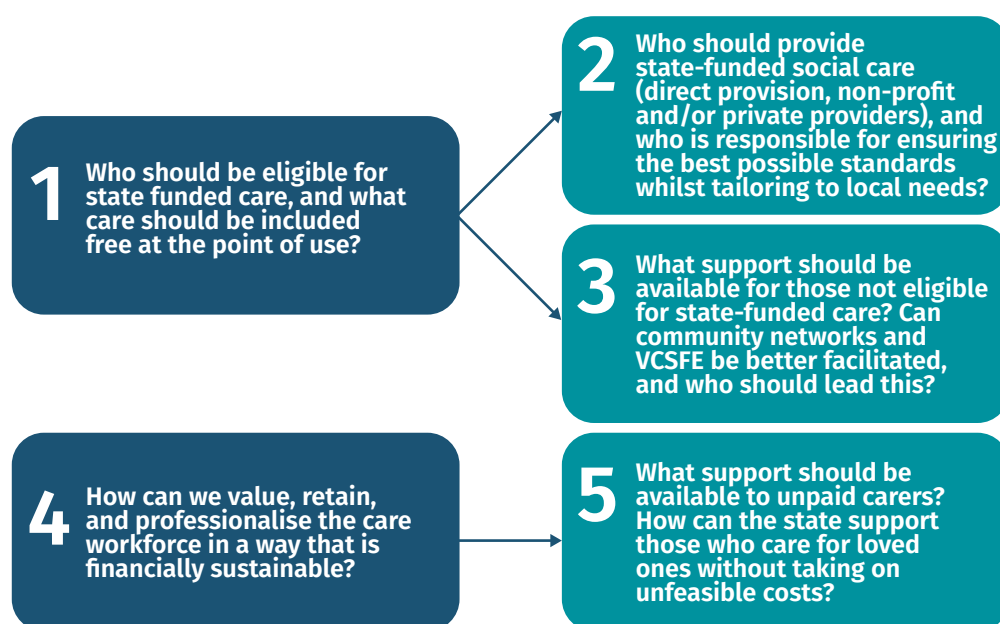 1
Who should be eligible for
state funded care, and what
care should be included
free at the point of use?
2
Who should provide
state-funded social care
(direct provision, non-profit
and/or private providers), and
who is responsible for ensuring
the best possible standards
whilst tailoring to local needs?
3
What support should be
available for those not eligible
for state-funded care? Can
community networks and
VCSFE be better facilitated,
and who should lead this?
4
How can we value, retain,
and professionalise the care
workforce in a way that is
financially sustainable?
5
What support should be
available to unpaid carers?
How can the state support
those who care for loved
ones without taking on
unfeasible costs?